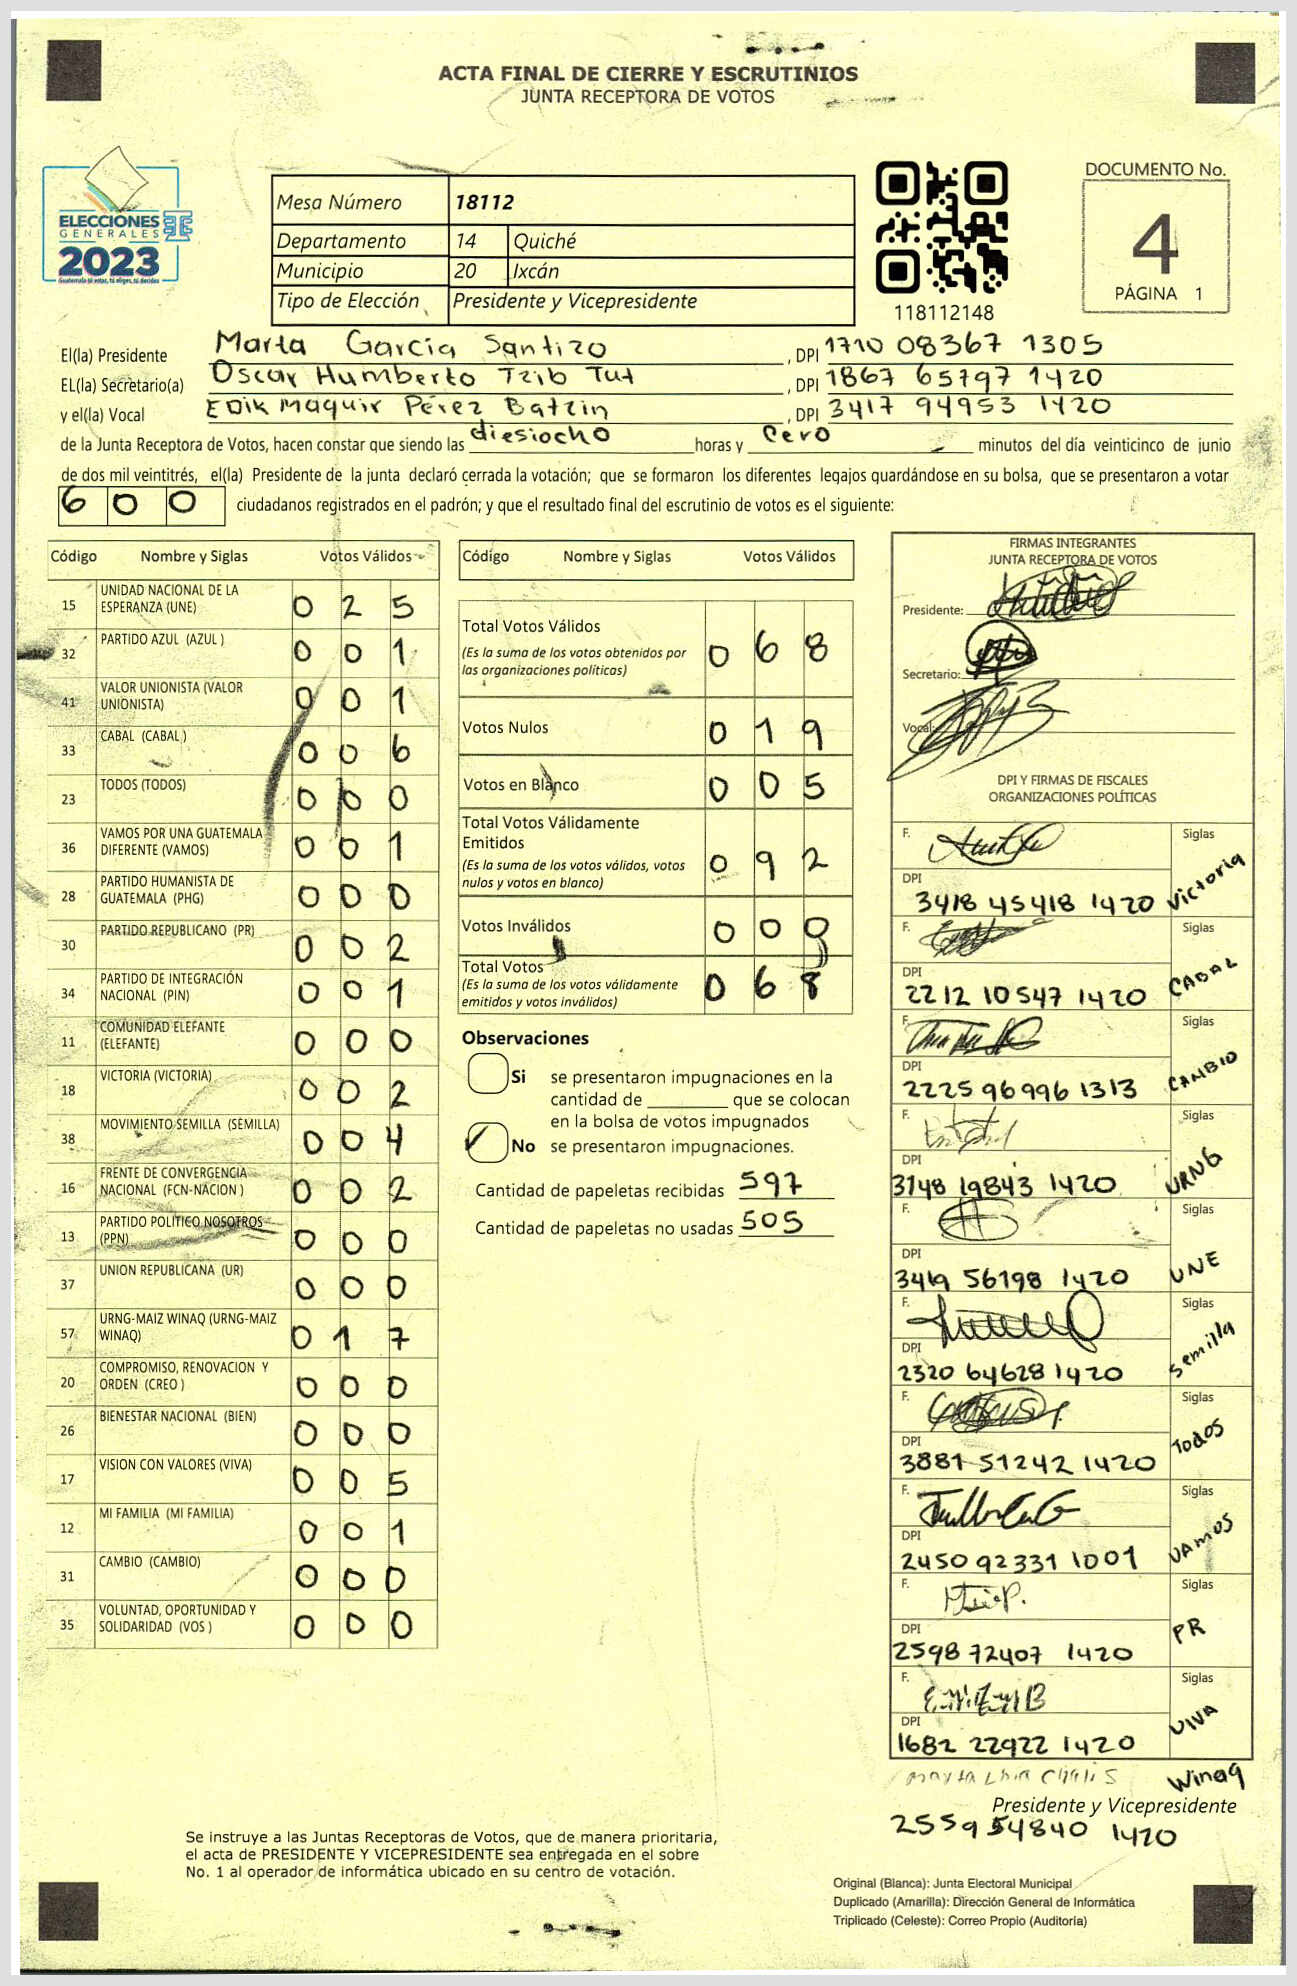 ACTA FINAL DE CIERRE Y ESCRUTINIOS
JUNTA RECEPTORA DE VOTOS
ELECCIONES
GENERALES
2023
Mesa Número 18112
Departamento 14 Quiché
Municipio 20 Ixcán
Tipo de Elección Presidente y Vicepresidente
118112148
DOCUMENTO No.
4
PÁGINA 1
El(la) Presidente Marta García Santizo, DPI 1710 08367 1305
EL(la) Secretario(a) Oscar Humberto Tzib Tut, DPI 1867 65797 1420
y el(la) Vocal EDIK Maquir Pérez Batzin, DPI 3417 94953 1420
de la Junta Receptora de Votos, hacen constar que siendo las diesiocho horas y cero minutos del día veinticinco de junio
de dos mil veintitrés, el(la) Presidente de la junta declaró cerrada la votación; que se formaron los diferentes legajos guardándose en su bolsa, que se presentaron a votar
600 ciudadanos registrados en el padrón; y que el resultado final del escrutinio de votos es el siguiente:
Código Nombre y Siglas Votos Válidos
15 UNIDAD NACIONAL DE LA ESPERANZA (UNE) 0 2 5
32 PARTIDO AZUL (AZUL ) 0 0 1
41 VALOR UNIONISTA (VALOR UNIONISTA) 0 0 1
33 CABAL (CABAL ) 0 0 6
23 TODOS (TODOS) 0 0 0
36 VAMOS POR UNA GUATEMALA DIFERENTE (VAMOS) 0 0 1
28 PARTIDO HUMANISTA DE GUATEMALA (PHG) 0 0 0
30 PARTIDO REPUBLICANO (PR) 0 0 2
34 PARTIDO DE INTEGRACIÓN NACIONAL (PIN) 0 0 1
11 COMUNIDAD ELEFANTE (ELEFANTE) 0 0 0
18 VICTORIA (VICTORIA) 0 0 2
38 MOVIMIENTO SEMILLA (SEMILLA) 0 0 4
16 FRENTE DE CONVERGENCIA NACIONAL (FCN-NACION ) 0 0 2
13 PARTIDO POLÍTICO NOSOTROS (PPN) 0 0 0
37 UNION REPUBLICANA (UR) 0 0 0
57 URNG-MAIZ WINAQ (URNG-MAIZ WINAQ) 0 1 7
20 COMPROMISO, RENOVACION Y ORDEN (CREO ) 0 0 0
26 BIENESTAR NACIONAL (BIEN) 0 0 0
17 VISION CON VALORES (VIVA) 0 0 5
12 MI FAMILIA (MI FAMILIA) 0 0 1
31 CAMBIO (CAMBIO) 0 0 0
35 VOLUNTAD, OPORTUNIDAD Y SOLIDARIDAD (VOS ) 0 0 0
Código Nombre y Siglas Votos Válidos
Total Votos Válidos 0 6 8
(Es la suma de los votos obtenidos por
las organizaciones políticas)
Votos Nulos 0 1 9
Votos en Blanco 0 0 5
Total Votos Válidamente
Emitidos 0 9 2
(Es la suma de los votos válidos, votos
nulos y votos en blanco)
Votos Inválidos 0 0 0
Total Votos 0 6 8
(Es la suma de los votos válidamente
emitidos y votos inválidos)
Observaciones
Si se presentaron impugnaciones en la
cantidad de ________ que se colocan
en la bolsa de votos impugnados
No se presentaron impugnaciones.
Cantidad de papeletas recibidas 597
Cantidad de papeletas no usadas 505
FIRMAS INTEGRANTES
JUNTA RECEPTORA DE VOTOS
Presidente:
Secretario:
Vocal:
DPI Y FIRMAS DE FISCALES
ORGANIZACIONES POLÍTICAS
F. Siglas
DPI
3418 45418 1420 Victoria
F. Siglas
DPI
2212 10547 1420 CABAL
F. Siglas
DPI
2225 96996 1313 CAMBIO
F. Siglas
DPI
3148 19843 1420 URNG
F. Siglas
DPI
3419 56198 1420 UNE
F. Siglas
DPI
2320 64628 1420 Semilla
F. Siglas
DPI
3881 51242 1420 Todos
F. Siglas
DPI
2450 92331 1001 VAMOS
F. Siglas
DPI
2598 72407 1420 PR
F. Siglas
DPI
1682 22922 1420 VIVA
Winaq
Presidente y Vicepresidente
2559 54840 1420
Se instruye a las Juntas Receptoras de Votos, que de manera prioritaria,
el acta de PRESIDENTE Y VICEPRESIDENTE sea entregada en el sobre
No. 1 al operador de informática ubicado en su centro de votación.
Original (Blanca): Junta Electoral Municipal
Duplicado (Amarilla): Dirección General de Informática
Triplicado (Celeste): Correo Propio (Auditoría)